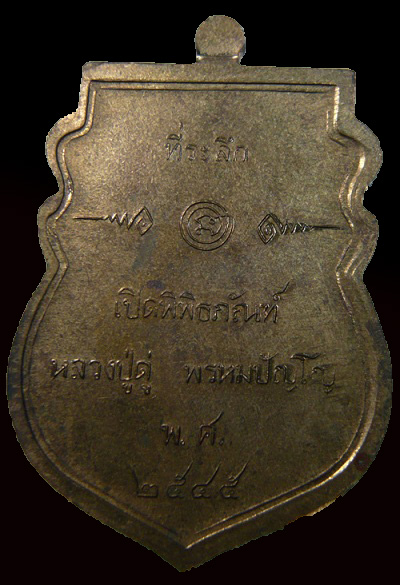 ที่ระลึก
เปิดพิพิธภัณฑ์
หลวงปู่ดู่ พรหมปัญโญ
พ.ศ.
๒๕๔๕